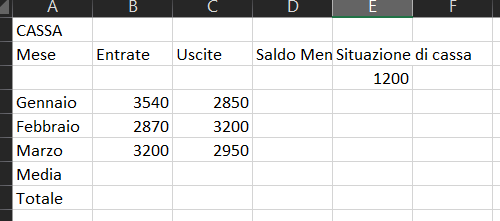 A B C D E F
CASSA
Mese Entrate Uscite Saldo Men Situazione di cassa
1200
Gennaio 3540 2850
Febbraio 2870 3200
Marzo 3200 2950
Media
Totale